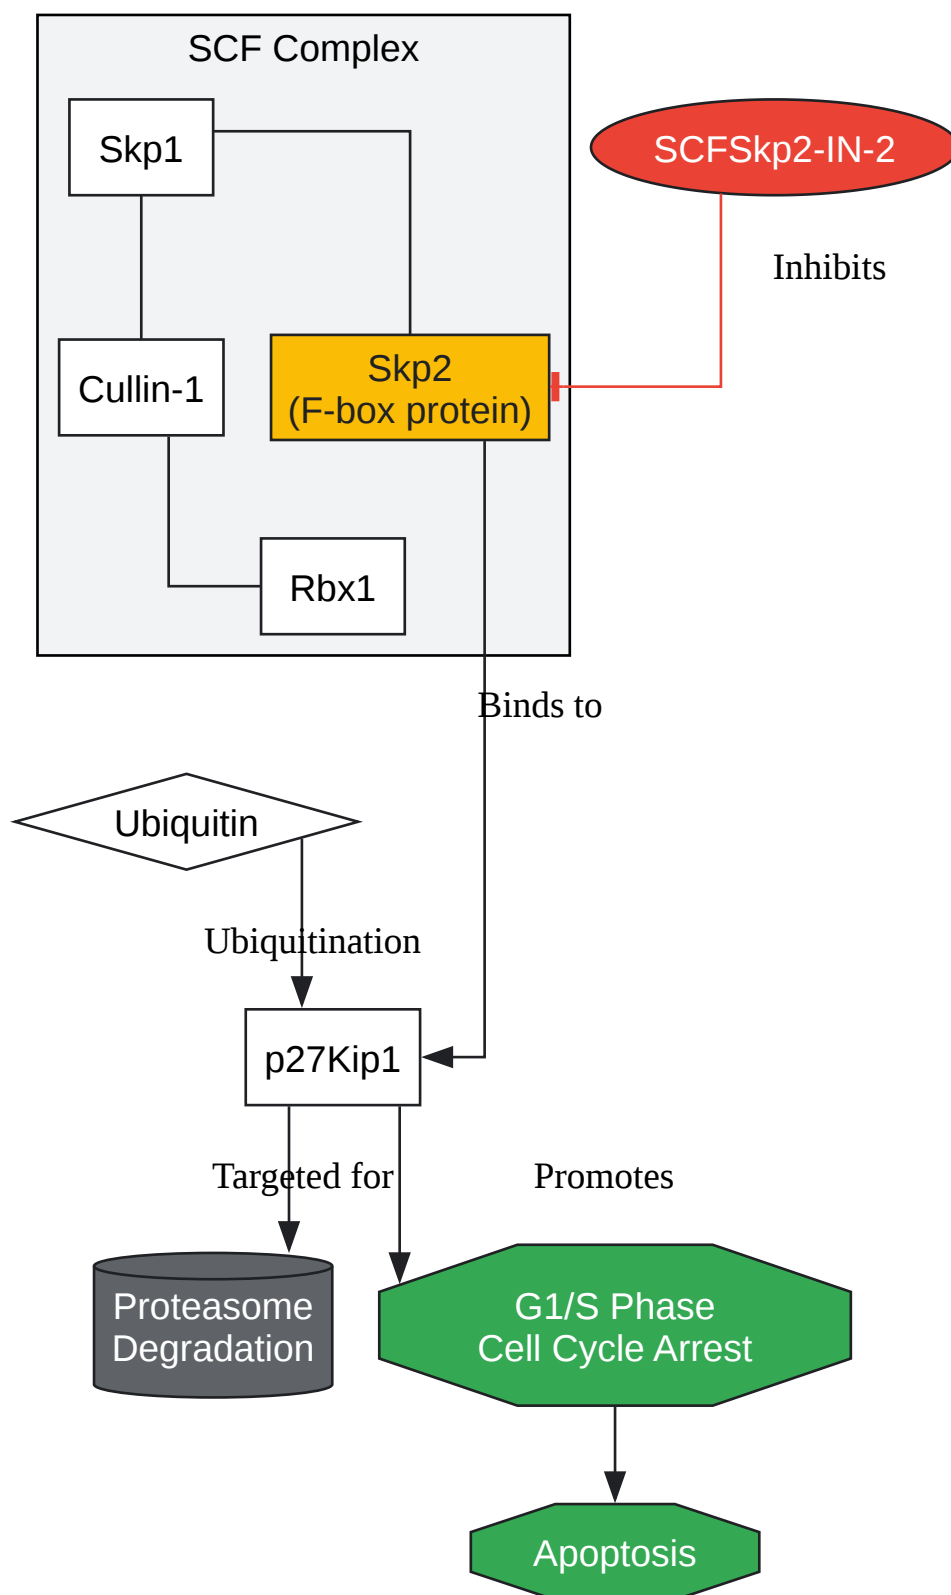 SCF Complex
Skp1
SCFSkp2-IN-2
Inhibits
Cullin-1
Skp2
(F-box protein)
Rbx1
Binds to
Ubiquitin
Ubiquitination
p27Kip1
Targeted for
Promotes
Proteasome
Degradation
G1/S Phase
Cell Cycle Arrest
Apoptosis